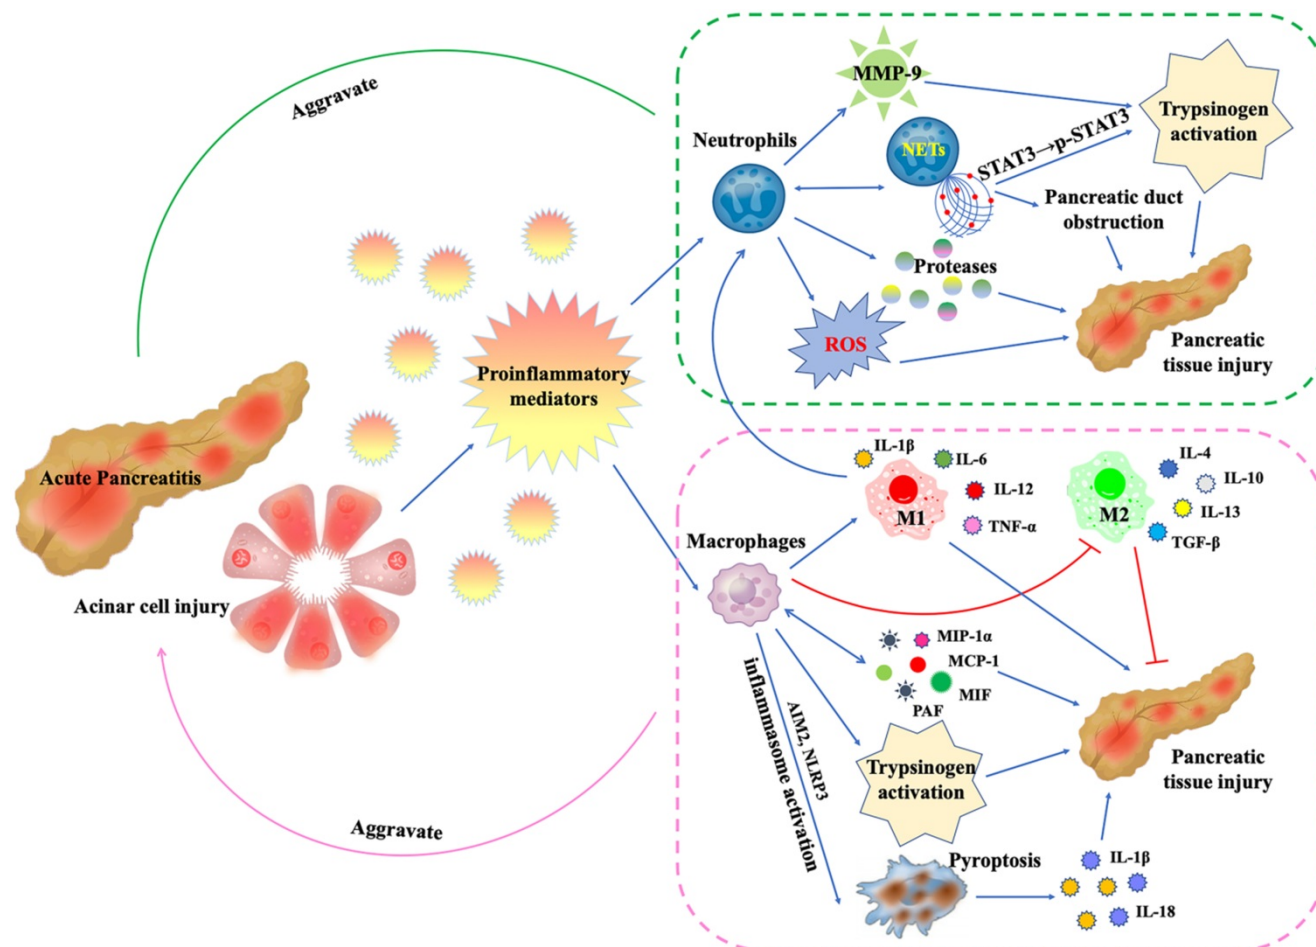 Aggravate
Acute Pancreatitis
Acinar cell injury
Proinflammatory
mediators
Aggravate
Neutrophils
MMP-9
NETs
STAT3→p-STAT3
Trypsinogen
activation
Pancreatic duct
obstruction
Proteases
ROS
Pancreatic
tissue injury
Macrophages
IL-1β
IL-6
IL-12
TNF-α
M1
M2
IL-4
IL-10
IL-13
TGF-β
MIP-1α
MCP-1
MIF
PAF
AIM2, NLRP3
inflammasome activation
Trypsinogen
activation
Pancreatic
tissue injury
Pyroptosis
IL-1β
IL-18